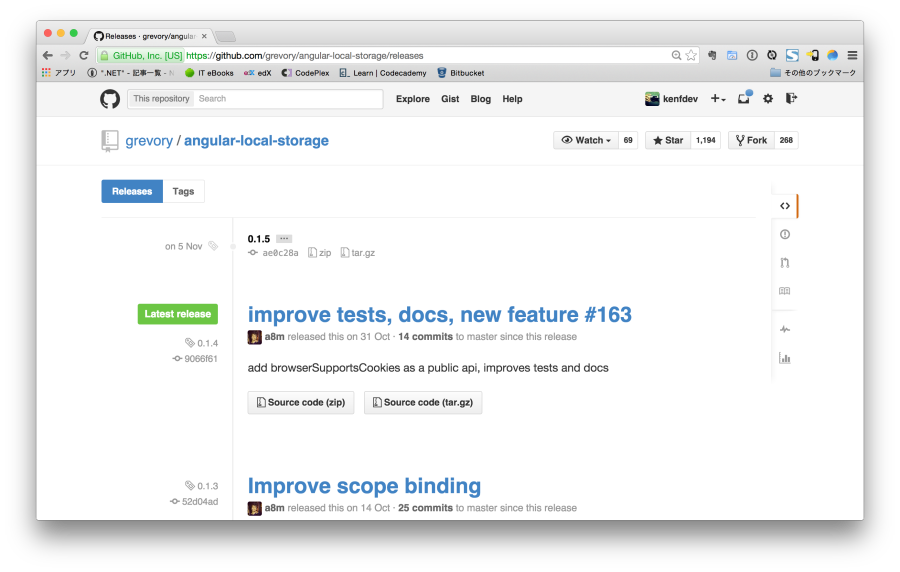 Releases · grevory/angular
GitHub, Inc. [US] https://github.com/grevory/angular-local-storage/releases
アプリ ".NET" - 記事一覧 - N IT eBooks edX CodePlex Learn | Codecademy Bitbucket その他のブックマーク
This repository Search Explore Gist Blog Help kenfdev
grevory / angular-local-storage Watch 69 Star 1,194 Fork 268
Releases Tags
on 5 Nov 0.1.5 ...
ae0c28a zip tar.gz
Latest release improve tests, docs, new feature #163
0.1.4 a8m released this on 31 Oct · 14 commits to master since this release
9066f61
add browserSupportsCookies as a public api, improves tests and docs
Source code (zip) Source code (tar.gz)
0.1.3 Improve scope binding
52d04ad a8m released this on 14 Oct · 25 commits to master since this release